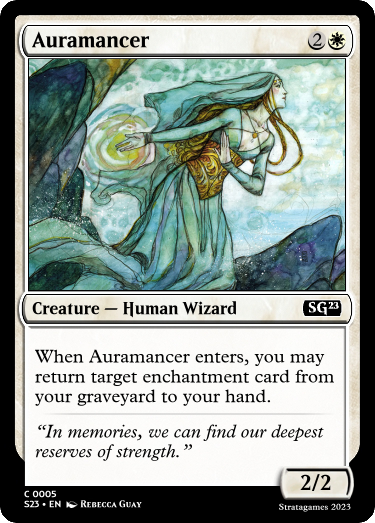 Auramancer 2
Creature — Human Wizard SG23
When Auramancer enters, you may
return target enchantment card from
your graveyard to your hand.
“In memories, we can find our deepest
reserves of strength.”
2/2
C 0005
S23 • EN Rebecca Guay
Stratagames 2023